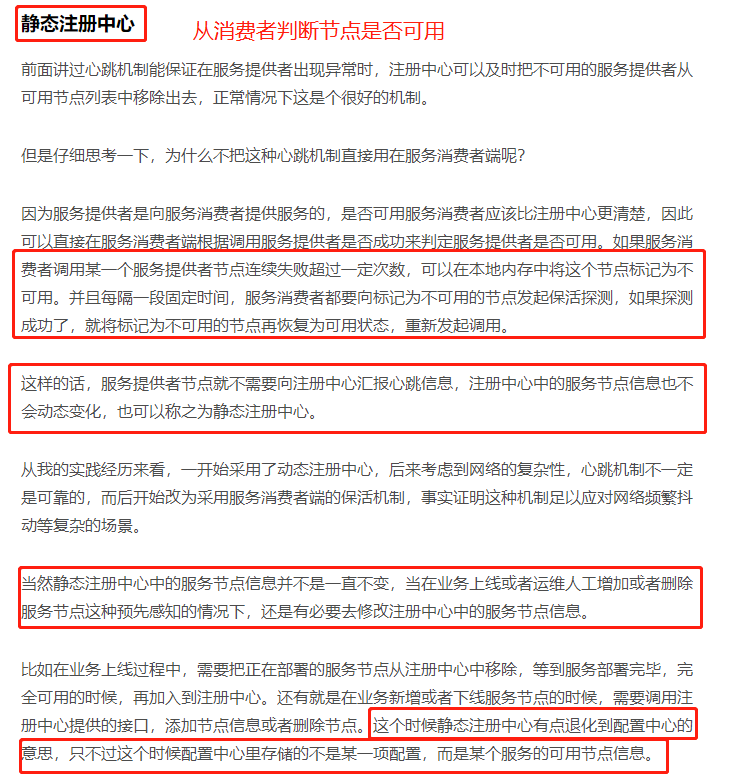 静态注册中心
从消费者判断节点是否可用
前面讲过心跳机制能保证在服务提供者出现异常时，注册中心可以及时把不可用的服务提供者从
可用节点列表中移除出去，正常情况下这是个很好的机制。
但是仔细思考一下，为什么不把这种心跳机制直接用在服务消费者端呢？
因为服务提供者是向服务消费者提供服务的，是否可用服务消费者应该比注册中心更清楚，因此
可以直接在服务消费者端根据调用服务提供者是否成功来判定服务提供者是否可用。如果服务消
费者调用某一个服务提供者节点连续失败超过一定次数，可以在本地内存中将这个节点标记为不
可用。并且每隔一段固定时间，服务消费者都要向标记为不可用的节点发起保活探测，如果探测
成功了，就将标记为不可用的节点再恢复为可用状态，重新发起调用。
这样的话，服务提供者节点就不需要向注册中心汇报心跳信息，注册中心中的服务节点信息也不
会动态变化，也可以称之为静态注册中心。
从我的实践经历来看，一开始采用了动态注册中心，后来考虑到网络的复杂性，心跳机制不一定
是可靠的，而后开始改为采用服务消费者端的保活机制，事实证明这种机制足以应对网络频繁抖
动等复杂的场景。
当然静态注册中心中的服务节点信息并不是一直不变，当在业务上线或者运维人工增加或者删除
服务节点这种预先感知的情况下，还是有必要去修改注册中心中的服务节点信息。
比如在业务上线过程中，需要把正在部署的服务节点从注册中心中移除，等到服务部署完毕，完
全可用的时候，再加入到注册中心。还有就是在业务新增或者下线服务节点的时候，需要调用注
册中心提供的接口，添加节点信息或者删除节点。这个时候静态注册中心有点退化到配置中心的
意思，只不过这个时候配置中心里存储的不是某一项配置，而是某个服务的可用节点信息。